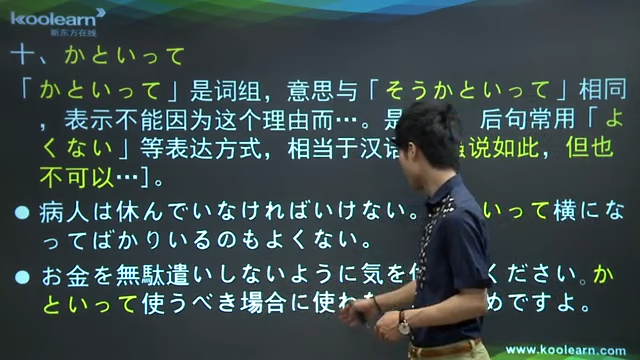 koolearn
新东方在线
十、かといって
「かといって」是词组，意思与「そうかといって」相同
，表示不能因为这个理由而…。是 后句常用「よ
くない」等表达方式，相当于汉 说如此，但也
不可以…]。
● 病人は休んでいなければいけない。 いって横にな
ってばかりいるのもよくない。
● お金を無駄遣いしないように気を ください。か
といって使うべき場合に使わ めですよ。
www.koolearn.com